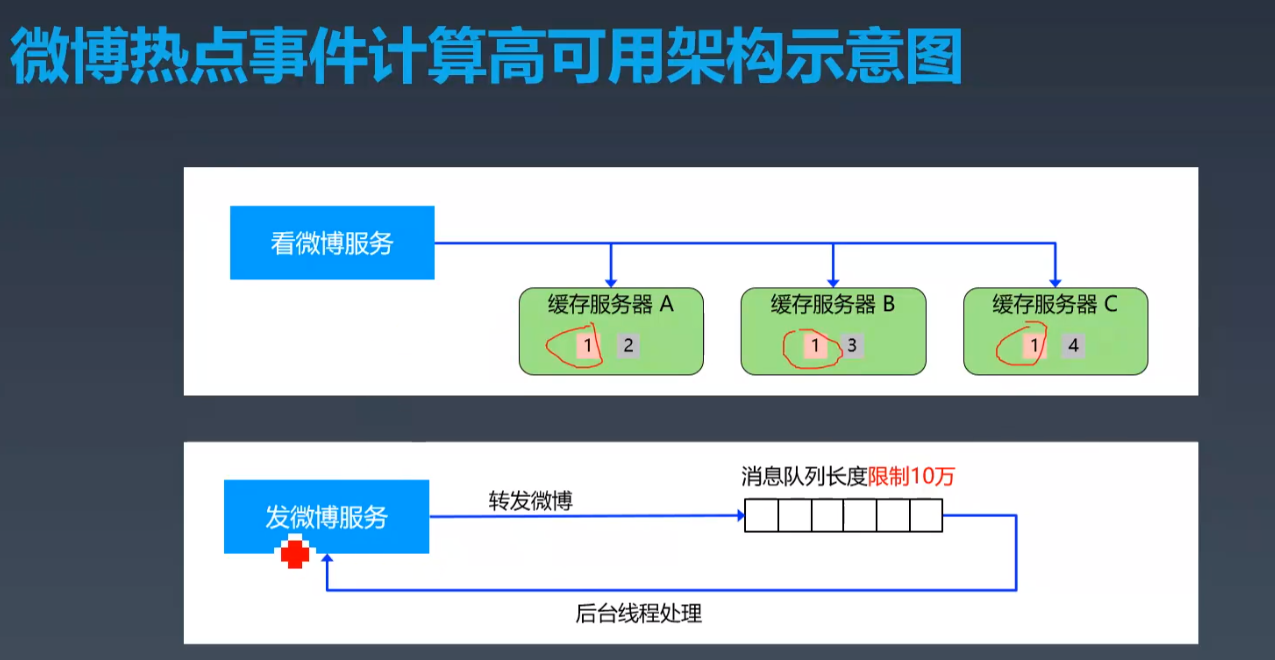 微博热点事件计算高可用架构示意图
看微博服务
缓存服务器 A
1 2
缓存服务器 B
1 3
缓存服务器 C
1 4
消息队列长度限制10万
转发微博
发微博服务
后台线程处理